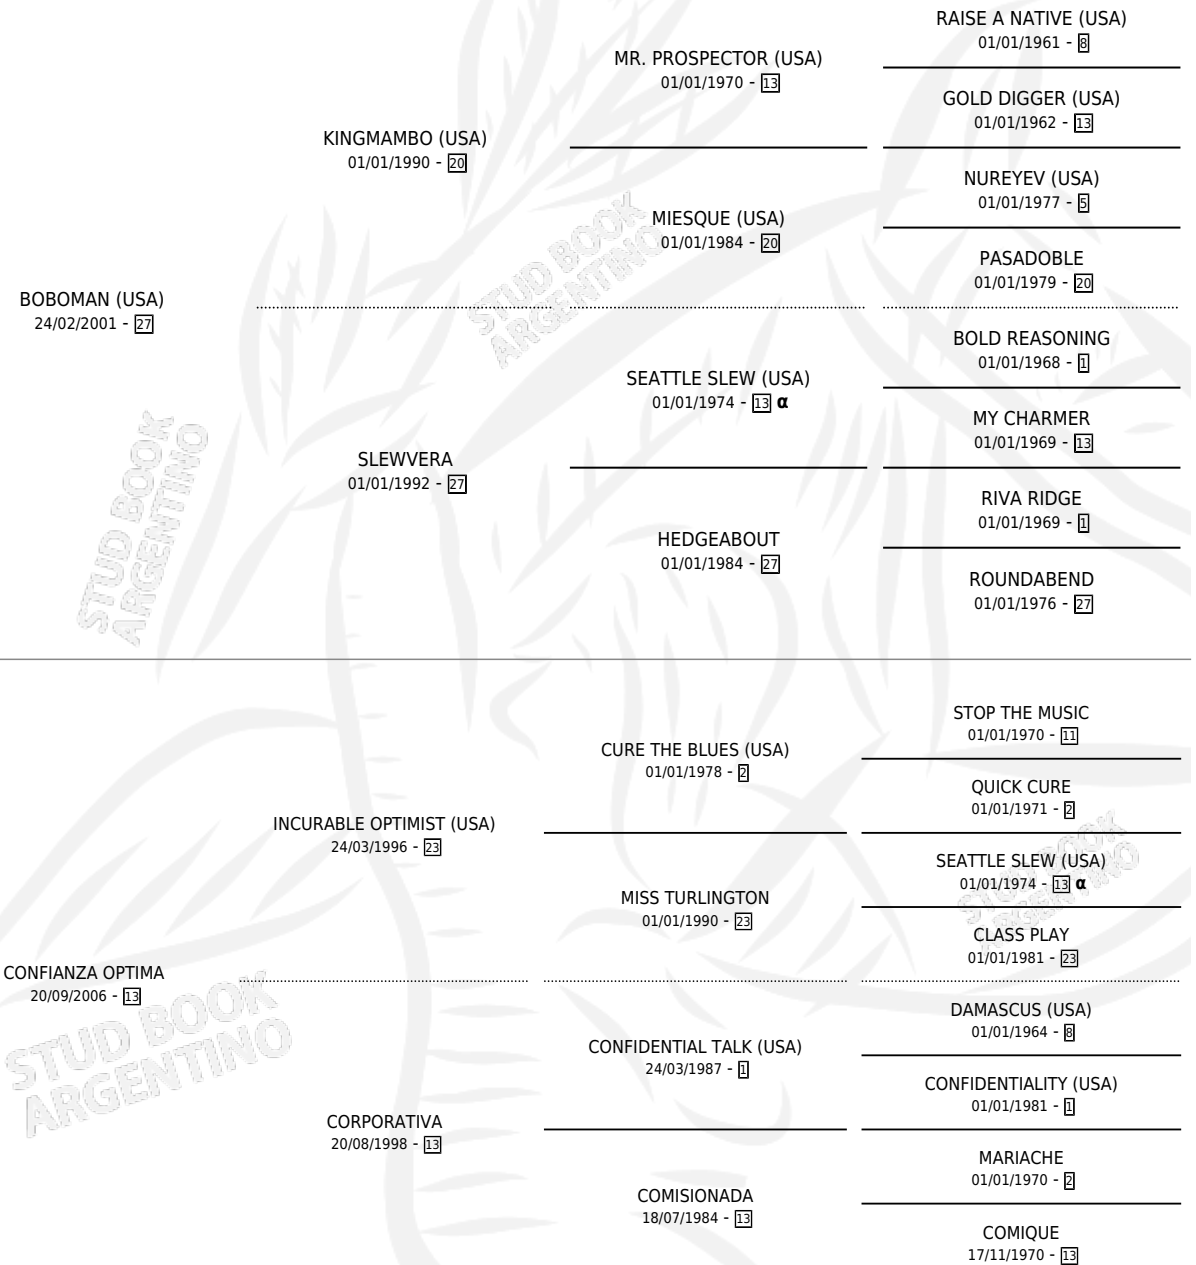 RAISE A NATIVE (USA)
01/01/1961 - 8
MR. PROSPECTOR (USA)
01/01/1970 - 13
GOLD DIGGER (USA)
01/01/1962 - 13
KINGMAMBO (USA)
01/01/1990 - 20
NUREYEV (USA)
01/01/1977 - 5
MIESQUE (USA)
01/01/1984 - 20
PASADOBLE
01/01/1979 - 20
BOBOMAN (USA)
24/02/2001 - 27
BOLD REASONING
01/01/1968 - 1
SEATTLE SLEW (USA)
01/01/1974 - 13 α
MY CHARMER
01/01/1969 - 13
SLEWVERA
01/01/1992 - 27
RIVA RIDGE
01/01/1969 - 1
HEDGEABOUT
01/01/1984 - 27
ROUNDABEND
01/01/1976 - 27
STOP THE MUSIC
01/01/1970 - 11
CURE THE BLUES (USA)
01/01/1978 - 2
QUICK CURE
01/01/1971 - 2
INCURABLE OPTIMIST (USA)
24/03/1996 - 23
SEATTLE SLEW (USA)
01/01/1974 - 13 α
MISS TURLINGTON
01/01/1990 - 23
CLASS PLAY
01/01/1981 - 23
CONFIANZA OPTIMA
20/09/2006 - 13
DAMASCUS (USA)
01/01/1964 - 8
CONFIDENTIAL TALK (USA)
24/03/1987 - 1
CONFIDENTIALITY (USA)
01/01/1981 - 1
CORPORATIVA
20/08/1998 - 13
MARIACHE
01/01/1970 - 2
COMISIONADA
18/07/1984 - 13
COMIQUE
17/11/1970 - 13
STUD BOOK
ARGENTINO
STUD BOOK
ARGENTINO
STUD BOOK
ARGENTINO
STUD BOOK
ARGENTINO